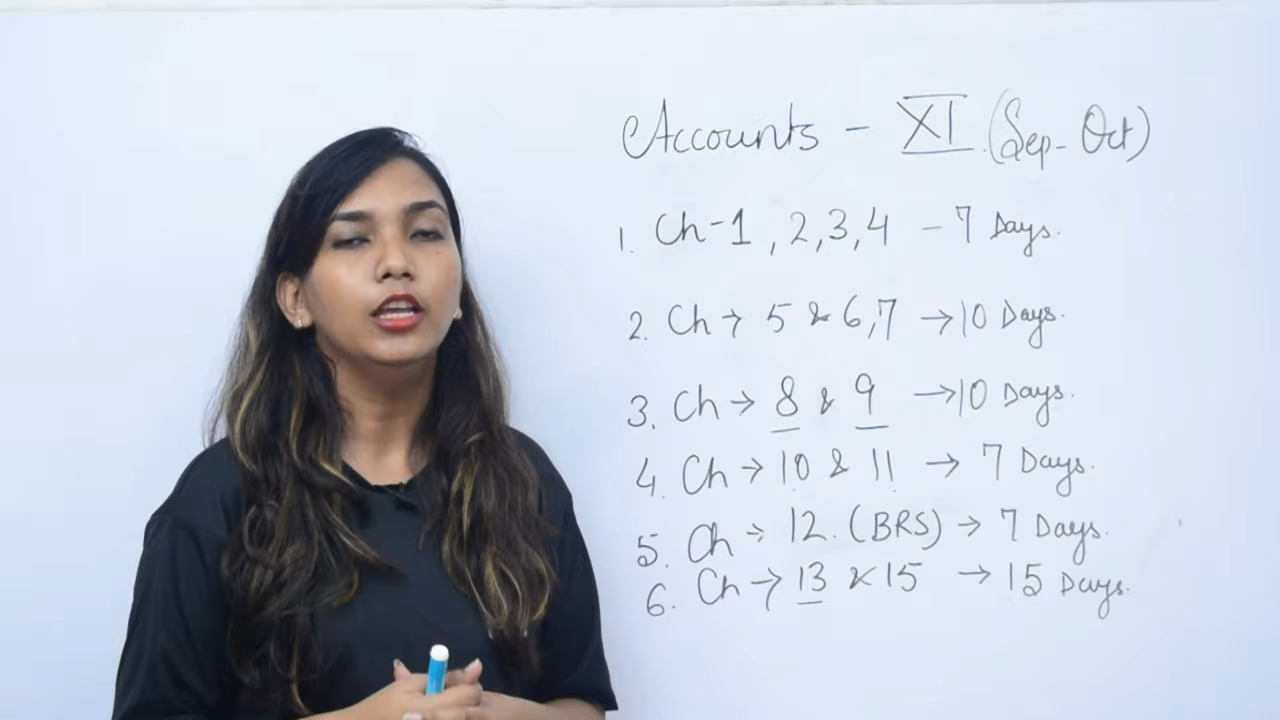 Accounts - XI (Sep - Oct)
1. Ch-1, 2, 3, 4 - 7 Days.
2. Ch → 5 & 6, 7 → 10 Days.
3. Ch → 8 & 9 → 10 Days.
4. Ch → 10 & 11 → 7 Days.
5. Ch → 12. (BRS) → 7 Days.
6. Ch → 13 & 15 → 15 Days.